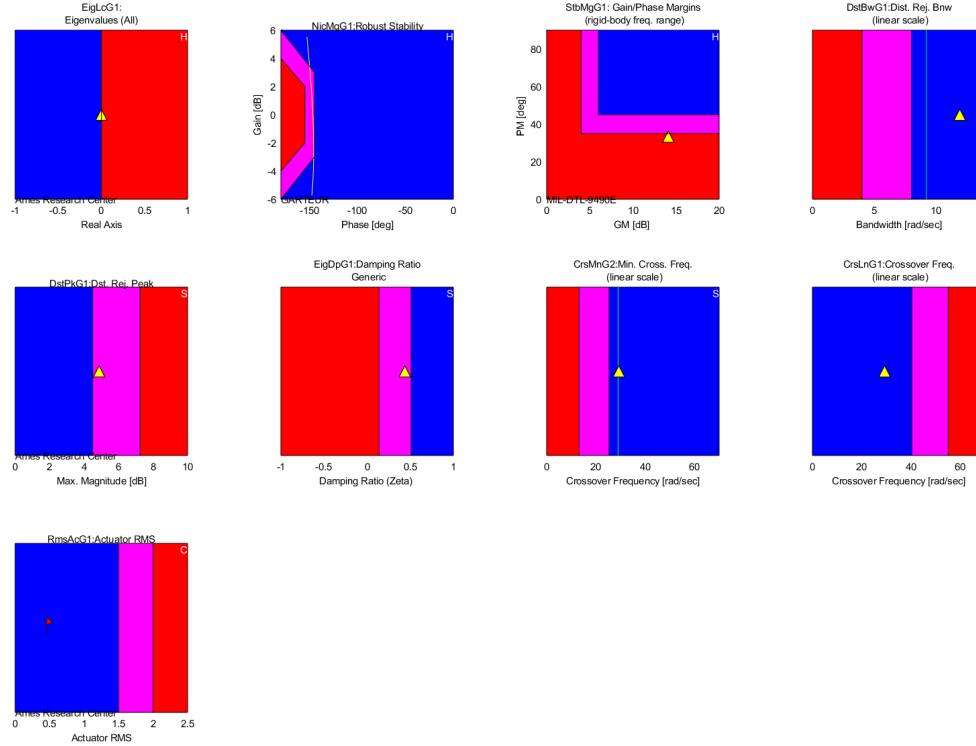 EigLcG1:
Eigenvalues (All)
H
Ames Research Center
-1 -0.5 0 0.5 1
Real Axis
NicMgG1:Robust Stability
6
4
2
0
-2
-4
-6
Gain [dB]
GARTEUR
-150 -100 -50 0
Phase [deg]
StbMgG1: Gain/Phase Margins
(rigid-body freq. range)
H
80
60
40
20
0
PM [deg]
MIL-DTL-9490E
0 5 10 15 20
GM [dB]
DstBwG1:Dist. Rej. Bnw
(linear scale)
0 5 10
Bandwidth [rad/sec]
DstPkG1:Dst. Rej. Peak
S
Ames Research Center
0 2 4 6 8 10
Max. Magnitude [dB]
EigDpG1:Damping Ratio
Generic
S
-1 -0.5 0 0.5 1
Damping Ratio (Zeta)
CrsMnG2:Min. Cross. Freq.
(linear scale)
S
0 20 40 60
Crossover Frequency [rad/sec]
CrsLnG1:Crossover Freq.
(linear scale)
0 20 40 60
Crossover Frequency [rad/sec]
RmsAcG1:Actuator RMS
C
Ames Research Center
0 0.5 1 1.5 2 2.5
Actuator RMS